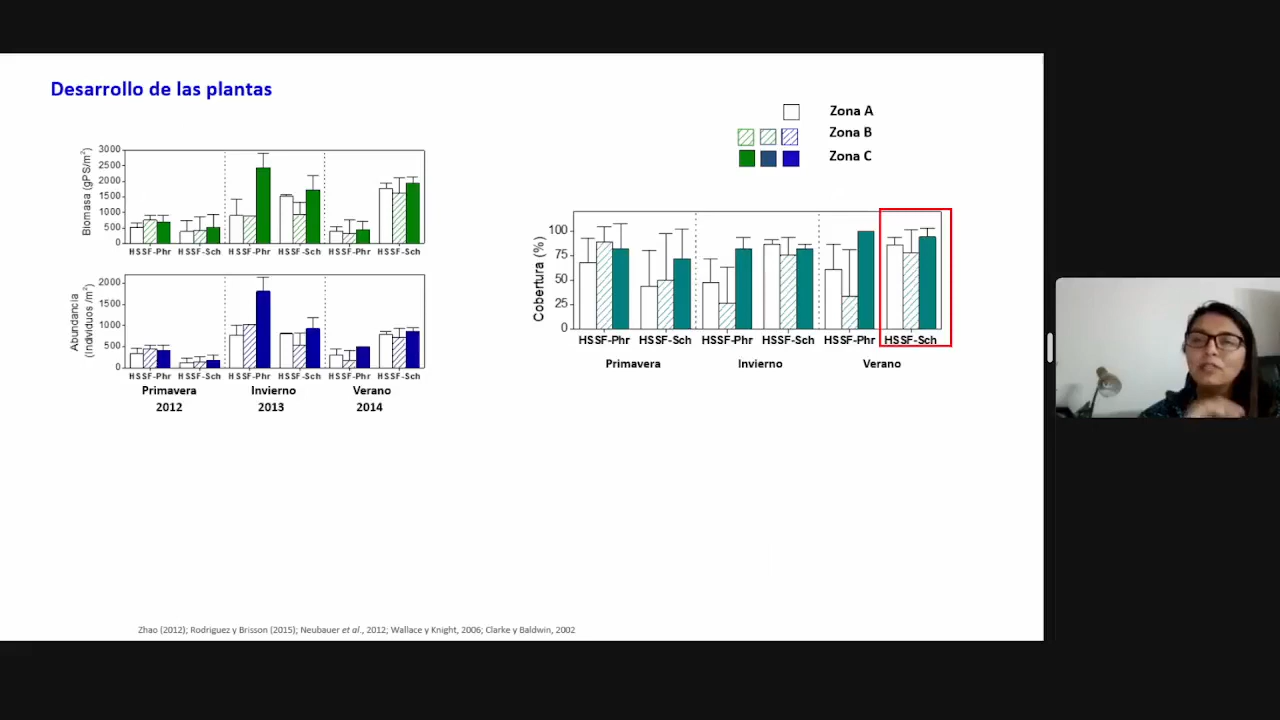 Desarrollo de las plantas
Zona A
Zona B
Zona C
Biomasa (gPS/m²)
3000
2500
2000
1500
1000
500
0
HSSF-Phr HSSF-Sch HSSF-Phr HSSF-Sch HSSF-Phr HSSF-Sch
Abundancia
(Individuos /m²)
2000
1500
1000
500
0
HSSF-Phr HSSF-Sch HSSF-Phr HSSF-Sch HSSF-Phr HSSF-Sch
Primavera Invierno Verano
2012 2013 2014
Cobertura (%)
100
75
50
25
0
HSSF-Phr HSSF-Sch HSSF-Phr HSSF-Sch HSSF-Phr HSSF-Sch
Primavera Invierno Verano
Zhao (2012); Rodriguez y Brisson (2015); Neubauer et al., 2012; Wallace y Knight, 2006; Clarke y Baldwin, 2002